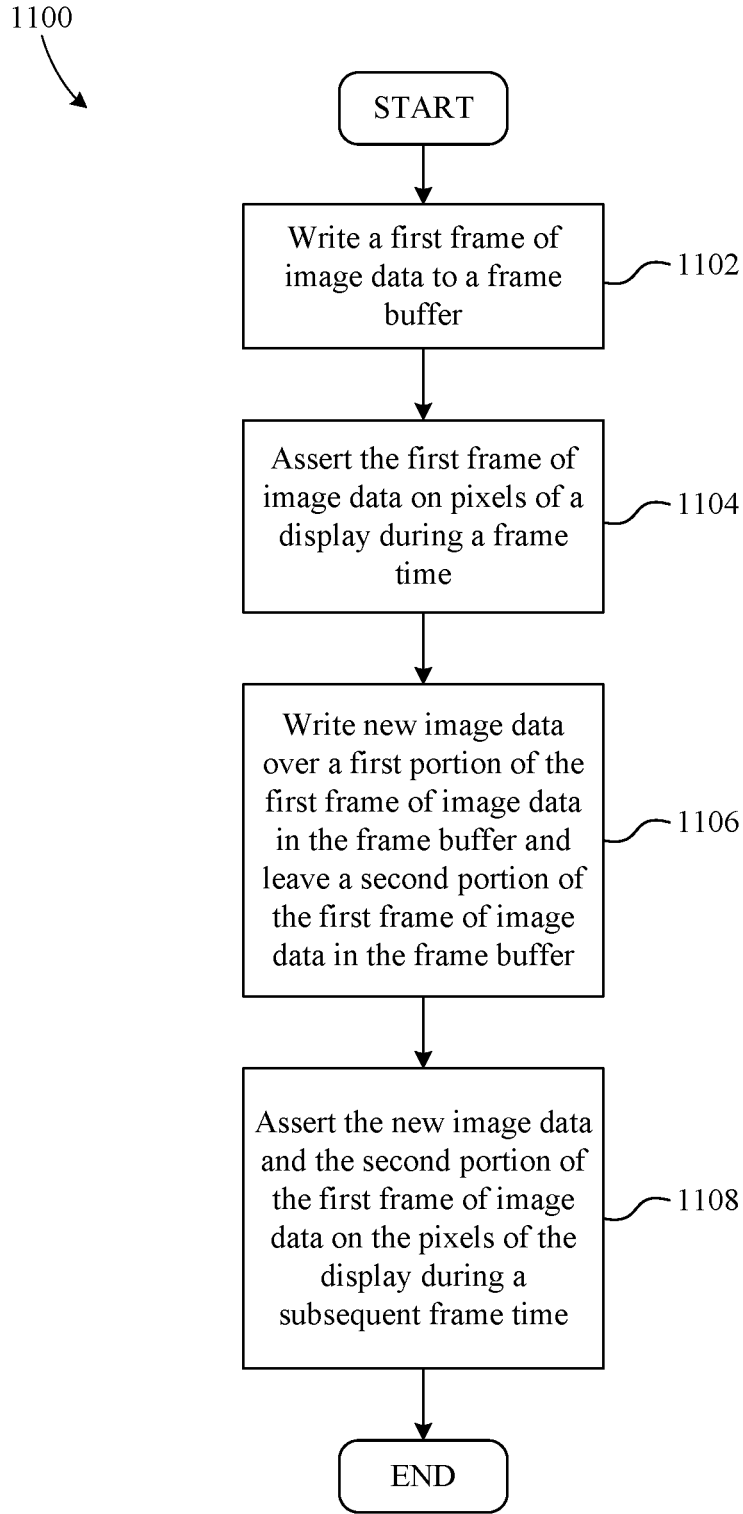 1100
START
Write a first frame of
image data to a frame
buffer
1102
Assert the first frame of
image data on pixels of a
display during a frame
time
1104
Write new image data
over a first portion of the
first frame of image data
in the frame buffer and
leave a second portion of
the first frame of image
data in the frame buffer
1106
Assert the new image data
and the second portion of
the first frame of image
data on the pixels of the
display during a
subsequent frame time
1108
END